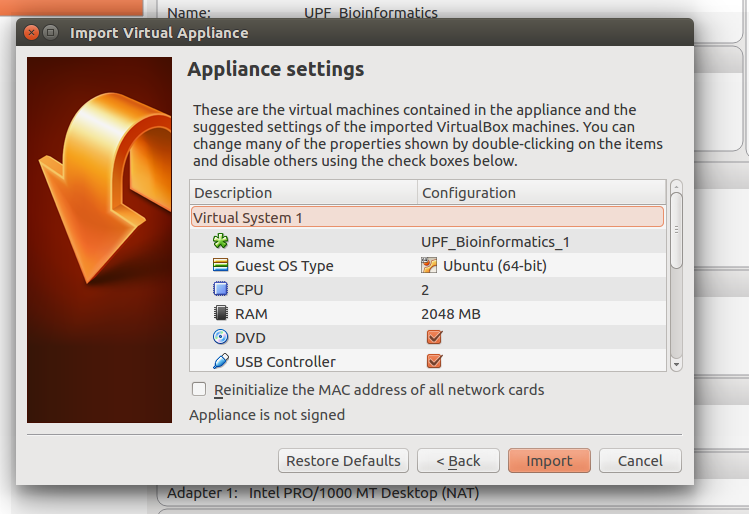 Name: UPF_Bioinformatics
Import Virtual Appliance
Appliance settings
These are the virtual machines contained in the appliance and the
suggested settings of the imported VirtualBox machines. You can
change many of the properties shown by double-clicking on the items
and disable others using the check boxes below.
Description Configuration
Virtual System 1
Name UPF_Bioinformatics_1
Guest OS Type Ubuntu (64-bit)
CPU 2
RAM 2048 MB
DVD
USB Controller
Reinitialize the MAC address of all network cards
Appliance is not signed
Restore Defaults < Back Import Cancel
Adapter 1: Intel PRO/1000 MT Desktop (NAT)